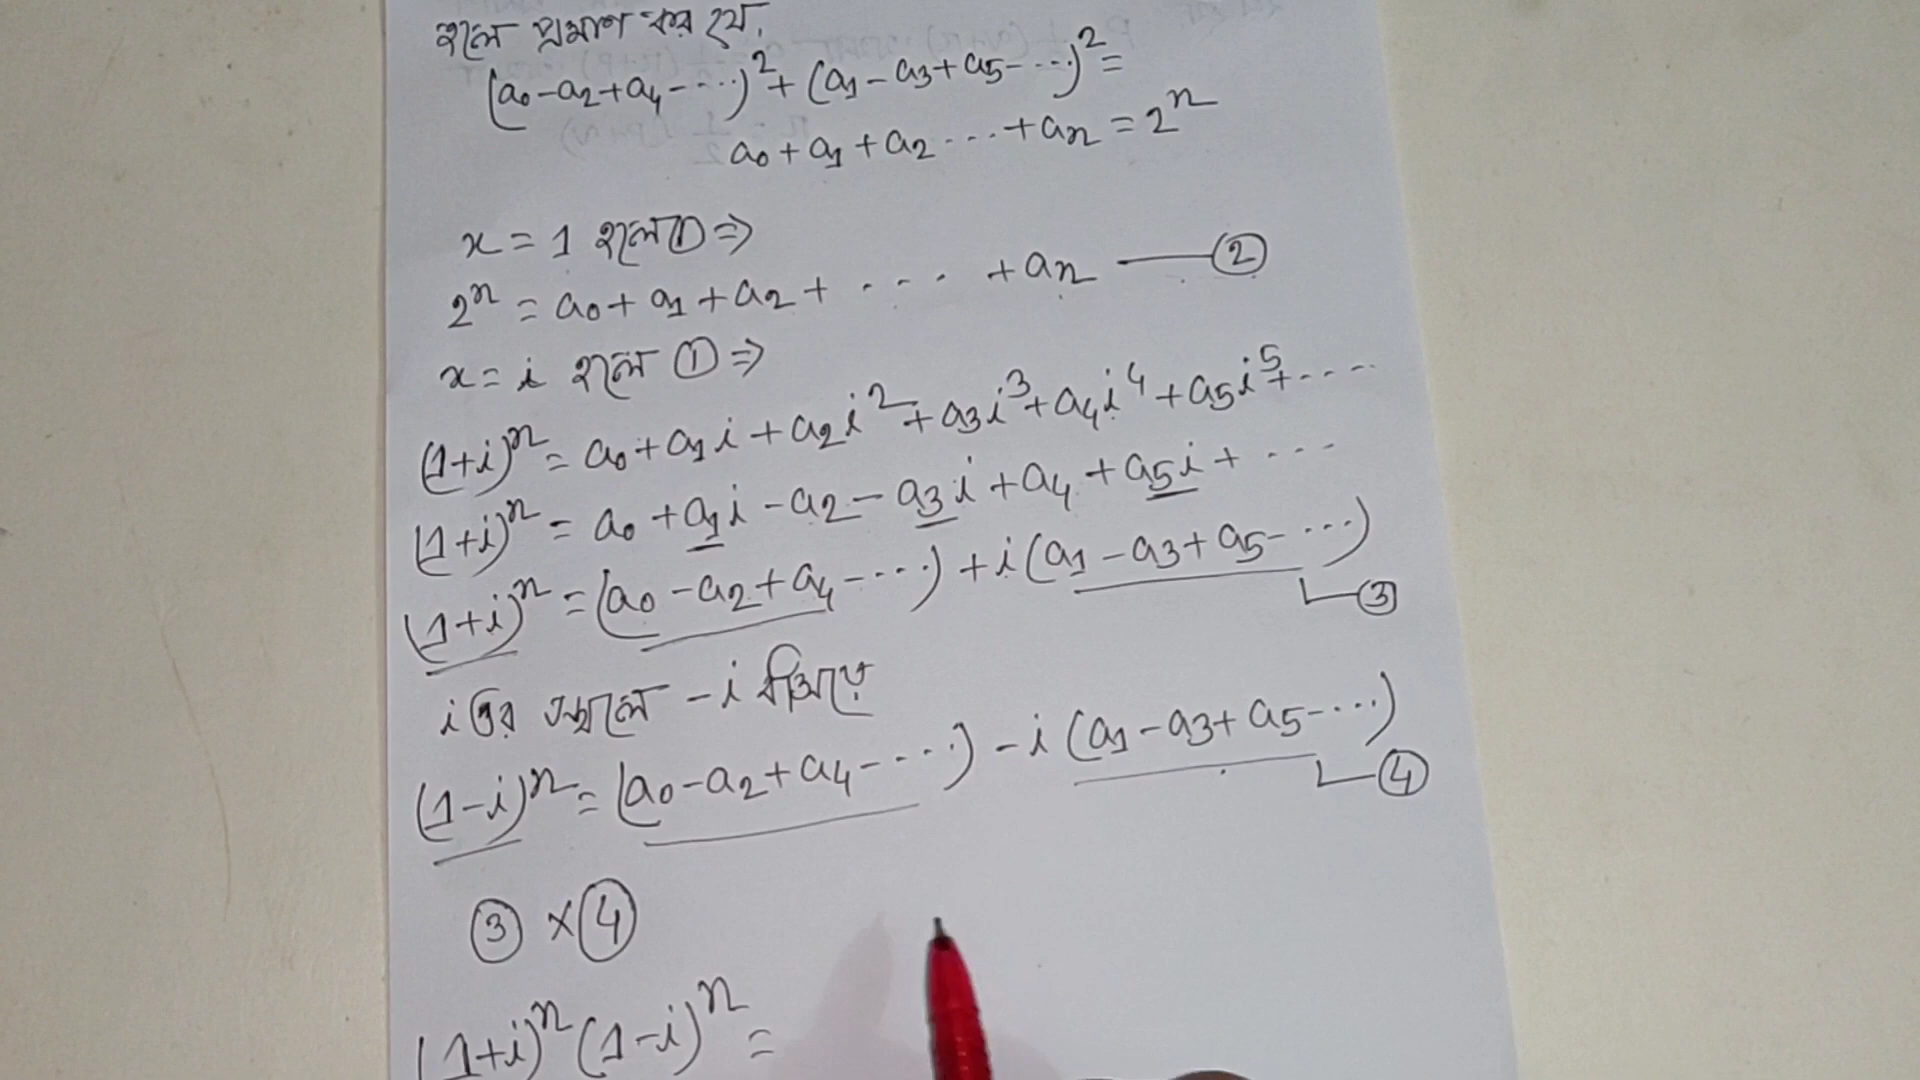 হলে প্রমাণ কর যে,
(a₀-a₂+a₄-····)²+(a₁-a₃+a₅-···)²=
a₀+a₁+a₂····+aₙ=2ⁿ
x=1 হলে①⇒
2ⁿ=a₀+a₁+a₂+····+aₙ—②
x=i হলে ①⇒
(1+i)ⁿ=a₀+a₁i+a₂i²+a₃i³+a₄i⁴+a₅i⁵+····
(1+i)ⁿ=a₀+a₁i-a₂-a₃i+a₄+a₅i+···
(1+i)ⁿ=(a₀-a₂+a₄-····)+i(a₁-a₃+a₅-···)
③
i এর স্থলে -i
(1-i)ⁿ=(a₀-a₂+a₄-···)-i(a₁-a₃+a₅-···)
④
③×④
(1+i)ⁿ(1-i)ⁿ=